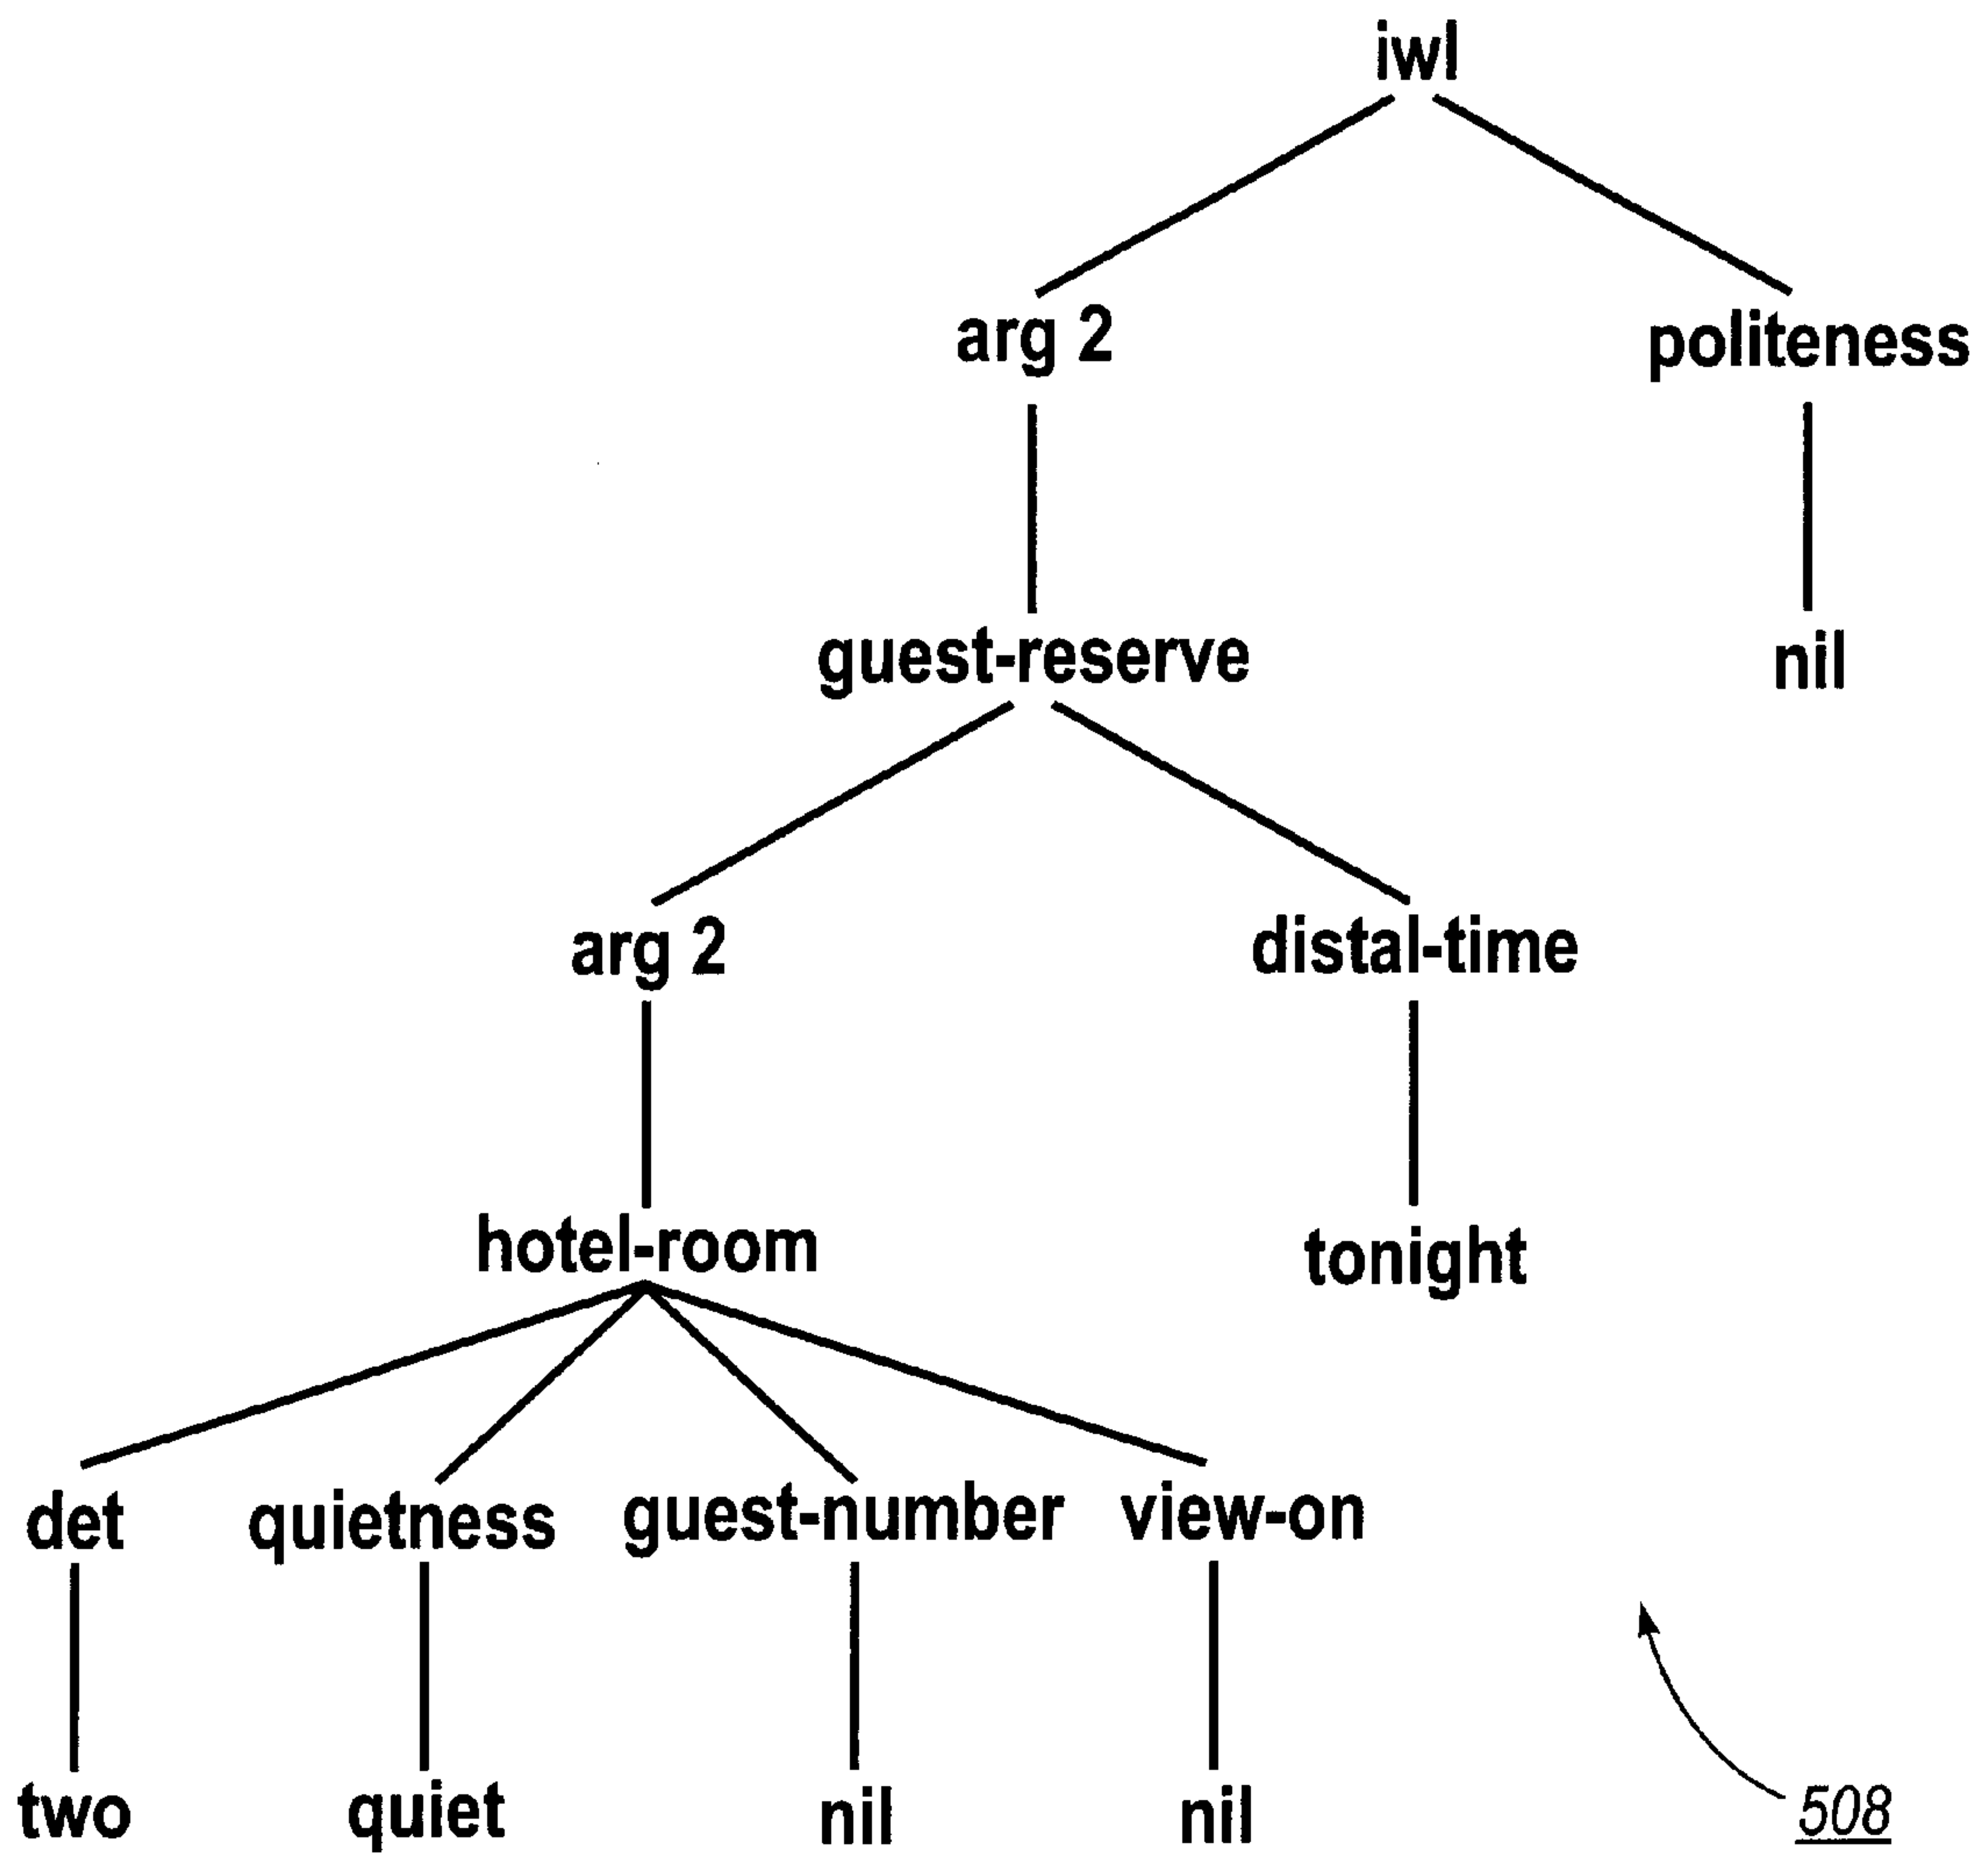 iwl
arg 2 politeness
guest-reserve nil
arg 2 distal-time
hotel-room tonight
det quietness guest-number view-on
two quiet nil nil 508